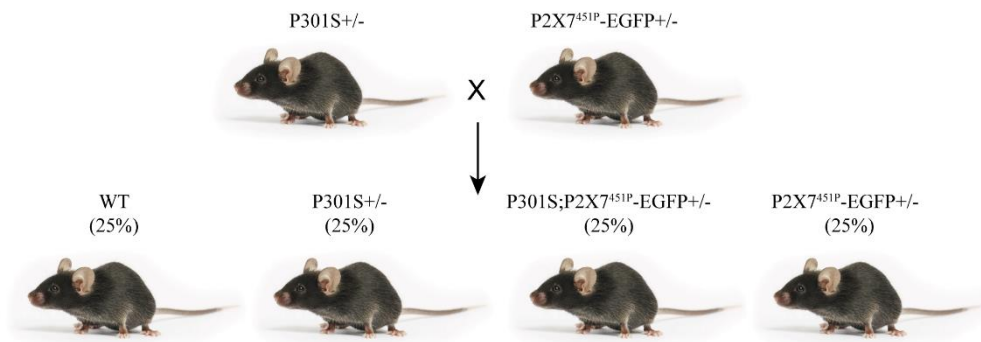 P301S+/- P2X7⁴⁵¹ᴾ-EGFP+/-
X
WT P301S+/- P301S;P2X7⁴⁵¹ᴾ-EGFP+/- P2X7⁴⁵¹ᴾ-EGFP+/-
(25%) (25%) (25%) (25%)